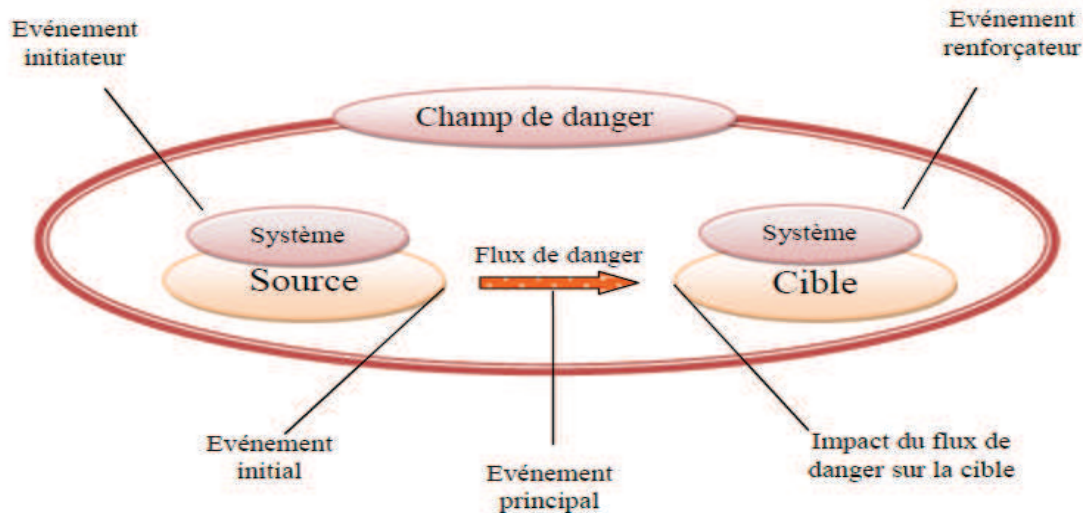 Evénement
initiateur
Evénement
renforçateur
Champ de danger
Système
Source
Flux de danger
Système
Cible
Evénement
initial
Evénement
principal
Impact du flux de
danger sur la cible